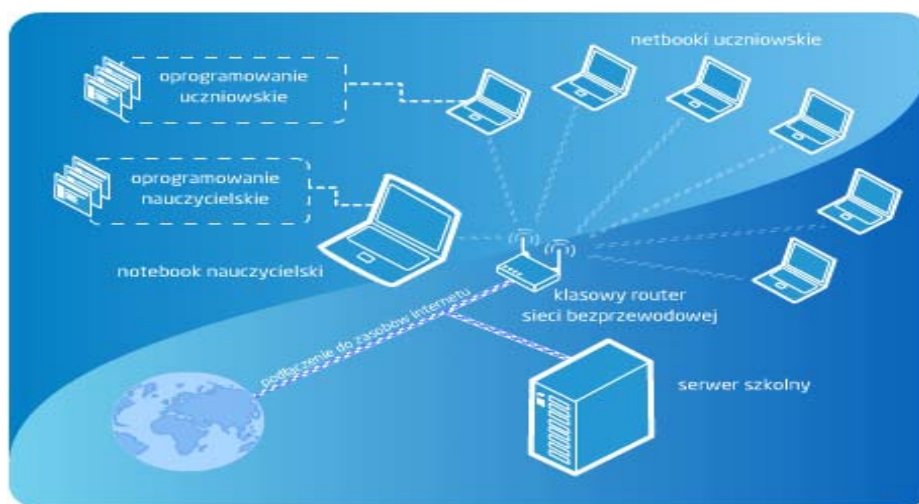 netbooki uczniowskie
oprogramowanie
uczniowskie
oprogramowanie
nauczycielskie
notebook nauczycielski
klasowy router
sieci bezprzewodowej
podłączenie do zasobów internetu
serwer szkolny